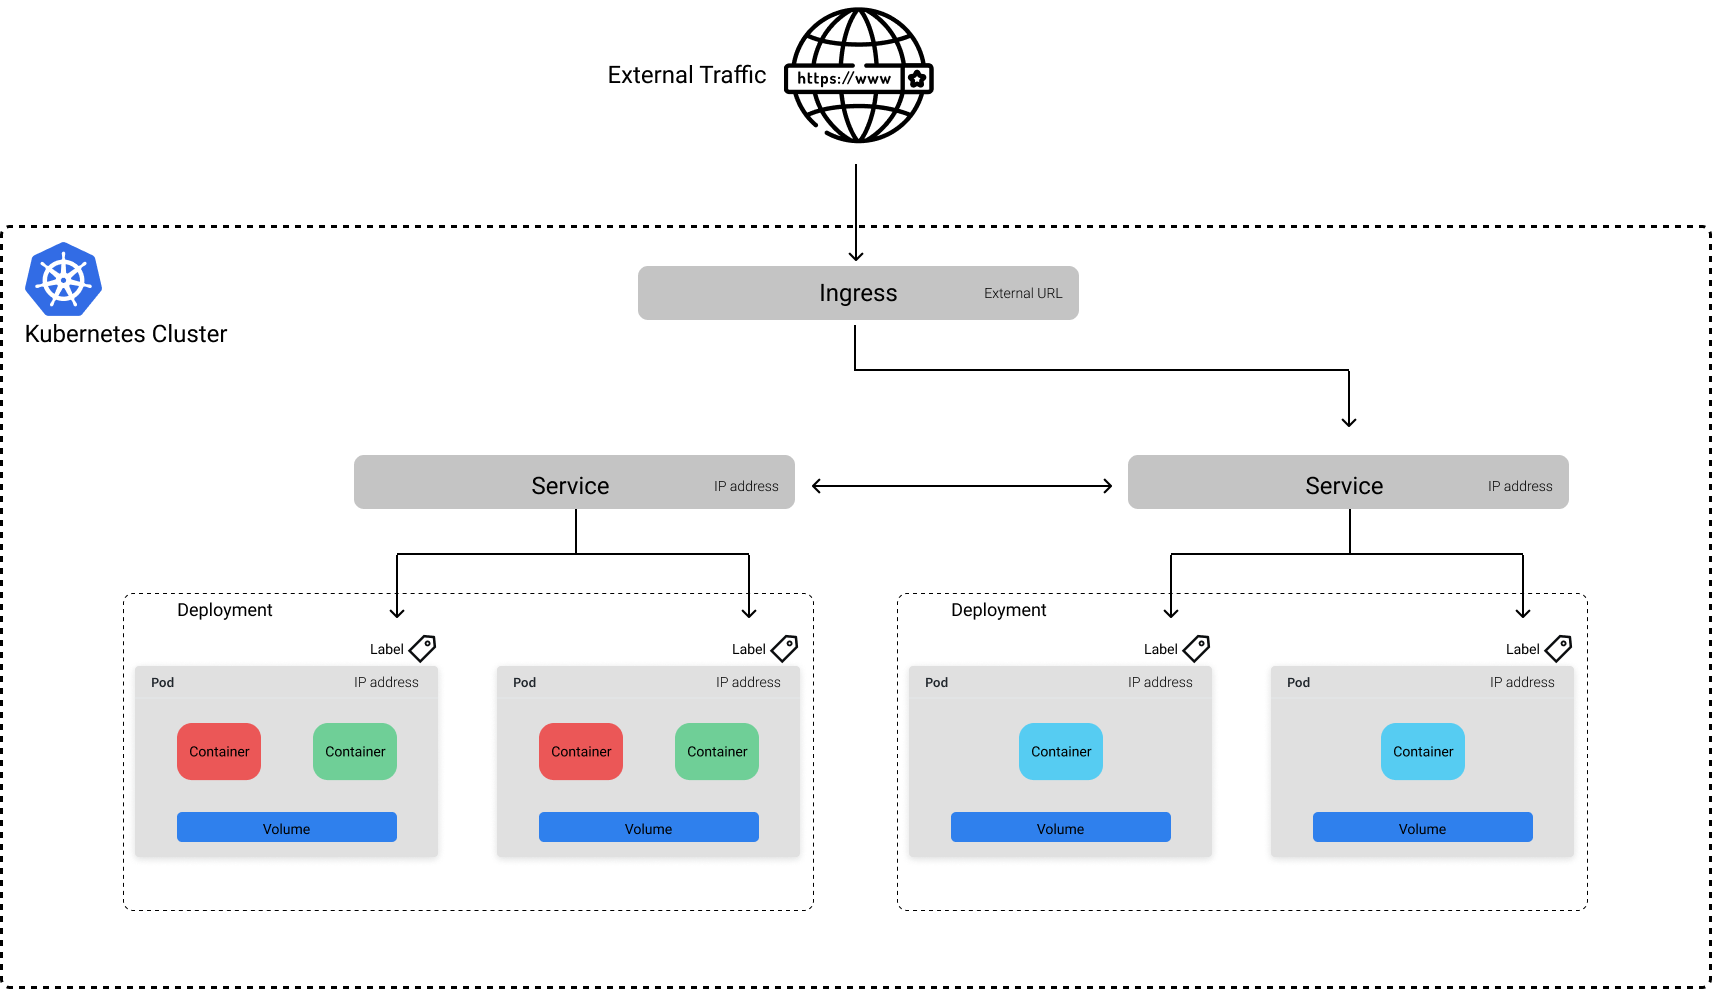 External Traffic
https://www
Ingress
External URL
Kubernetes Cluster
Service
IP address
Service
IP address
Deployment
Deployment
Label
Label
Label
Label
Pod
IP address
Pod
IP address
Pod
IP address
Pod
IP address
Container
Container
Container
Container
Container
Container
Volume
Volume
Volume
Volume